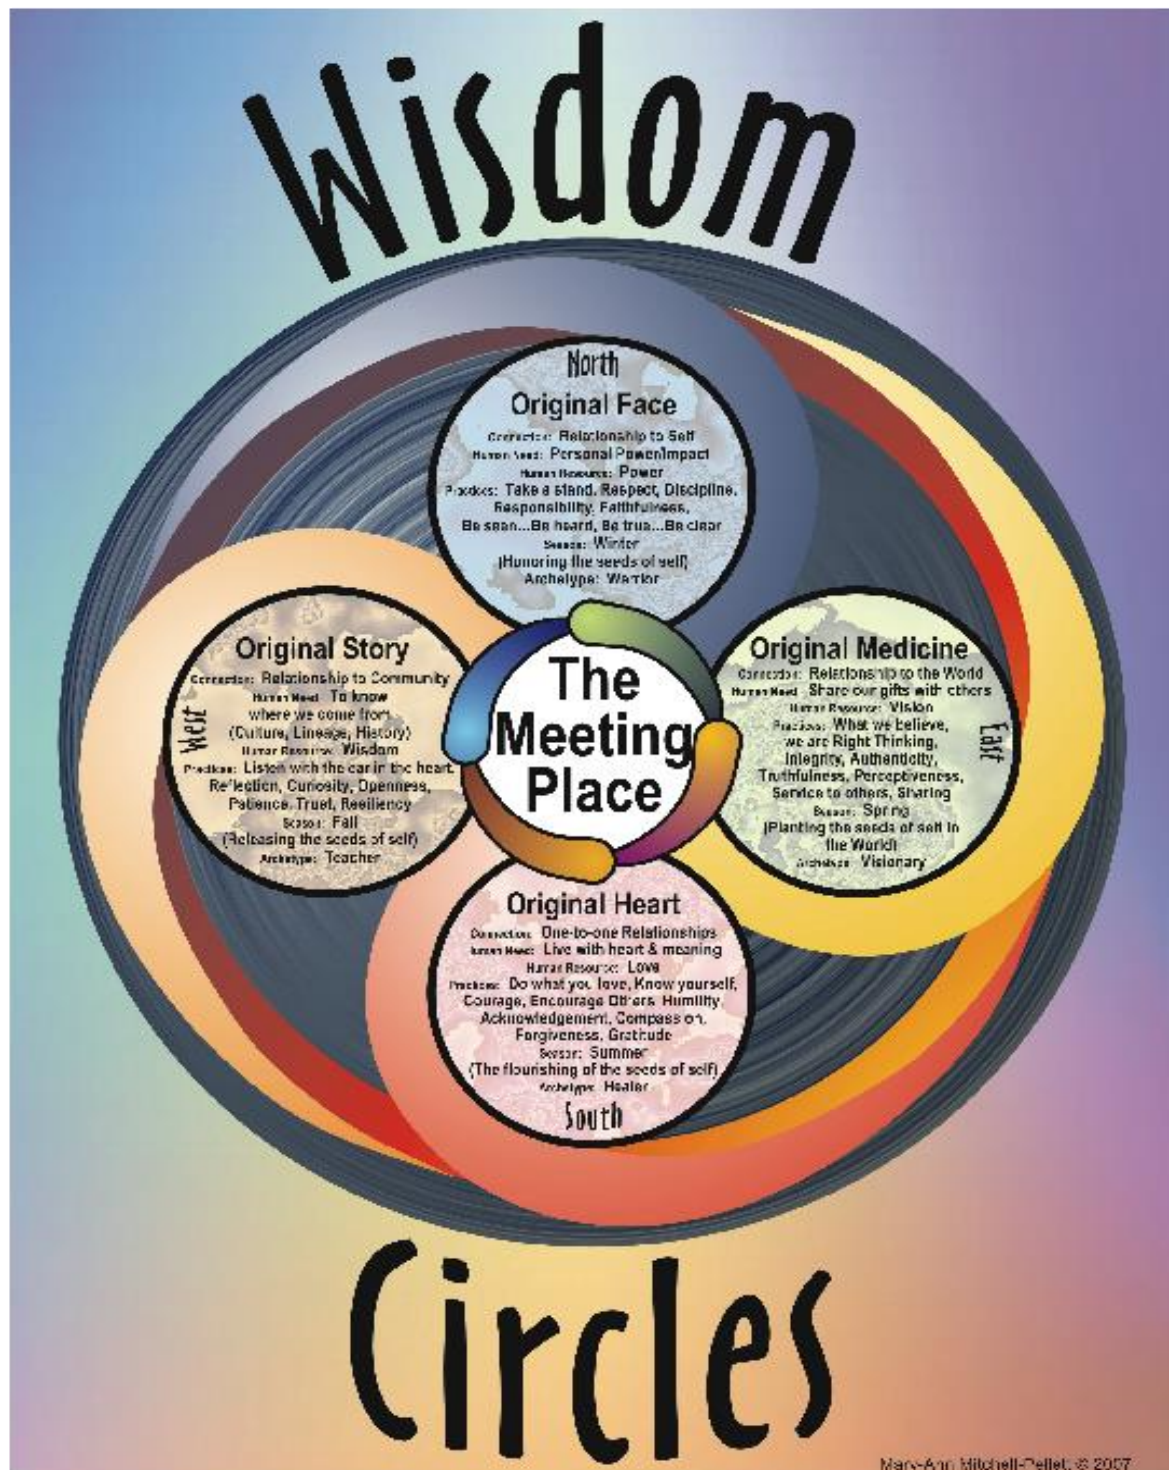 Wisdom
North
Original Face
Connection: Relationship to Self
Human Need: Personal Power/Impact
Human Resource: Power
Practices: Take a stand, Respect, Discipline,
Responsibility, Faithfulness,
Be seen...Be heard, Be true...Be clear
Season: Winter
(Honoring the seeds of self)
Archetype: Warrior
West
Original Story
Connection: Relationship to Community
Human Need: To know
where we come from
(Culture, Lineage, History)
Human Resource: Wisdom
Practices: Listen with the ear in the heart,
Reflection, Curiosity, Openness,
Patience, Trust, Resiliency
Season: Fall
(Releasing the seeds of self)
Archetype: Teacher
The
Meeting
Place
Original Medicine
Connection: Relationship to the World
Human Need: Share our gifts with others
Human Resource: Vision
Practices: What we believe,
we are Right Thinking,
Integrity, Authenticity,
Truthfulness, Perceptiveness,
Service to others, Sharing
Season: Spring
(Planting the seeds of self in
the World)
Archetype: Visionary
East
Original Heart
Connection: One-to-one Relationships
Human Need: Live with heart & meaning
Human Resource: Love
Practices: Do what you love, Know yourself,
Courage, Encourage Others, Humility,
Acknowledgement, Compassion,
Forgiveness, Gratitude
Season: Summer
(The flourishing of the seeds of self)
Archetype: Healer
South
Circles
Mary-Ann Mitchell-Pellett © 2007